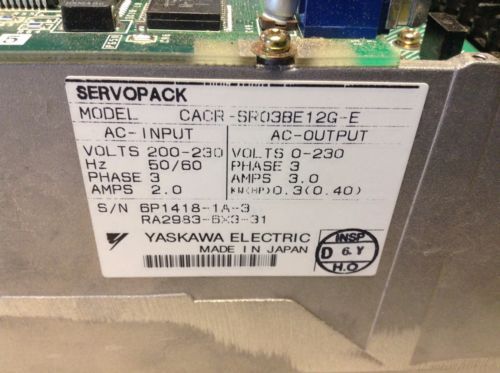 SERVOPACK
MODEL CACR-SR03BE12G-E
AC-INPUT AC-OUTPUT
VOLTS 200-230 VOLTS 0-230
Hz 50/60 PHASE 3
PHASE 3 AMPS 3.0
AMPS 2.0 KW(HP)0.3(0.40)
S/N 6P1418-1A-3
RA2983-6X3-31
YASKAWA ELECTRIC
MADE IN JAPAN
INSP
D 6.Y
H.O